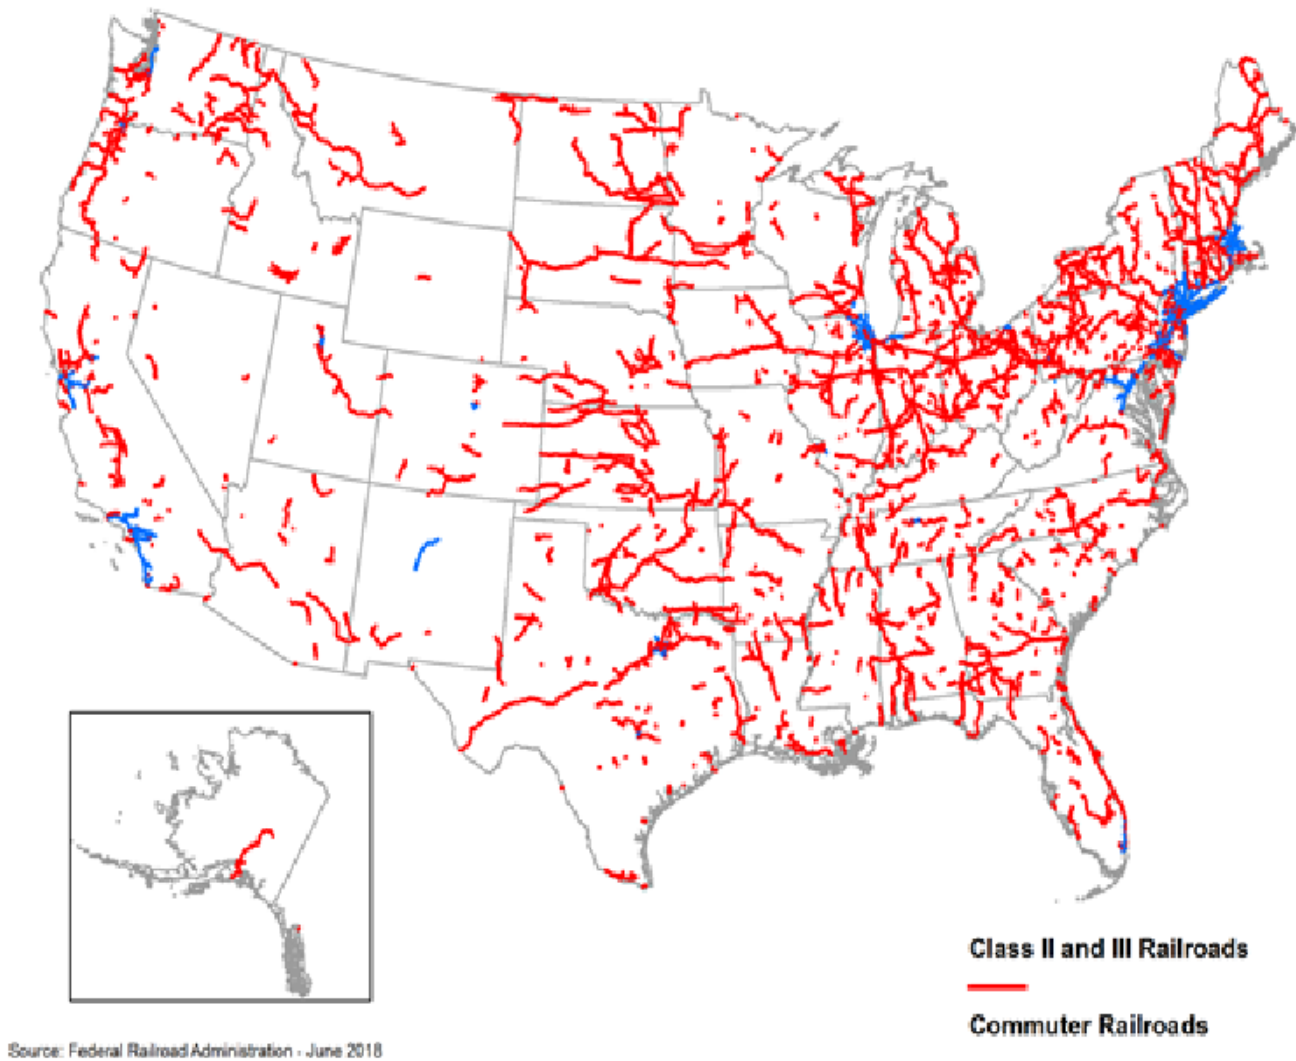 Class II and III Railroads
Commuter Railroads
Source: Federal Railroad Administration - June 2018